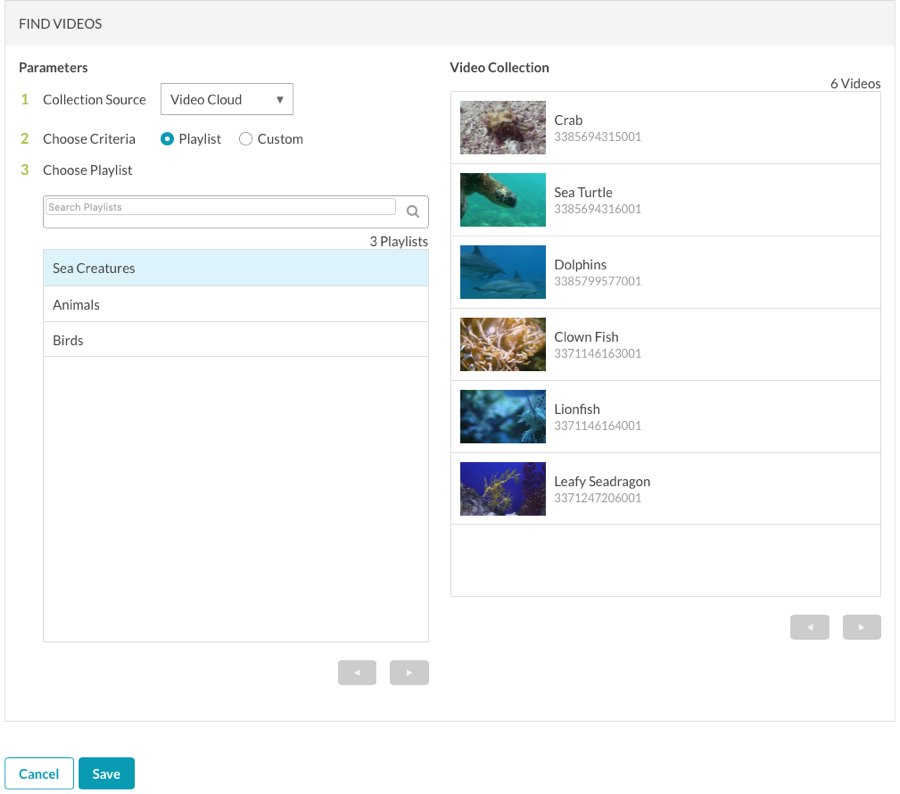 FIND VIDEOS
Parameters
1 Collection Source Video Cloud
2 Choose Criteria Playlist Custom
3 Choose Playlist
Search Playlists
3 Playlists
Sea Creatures
Animals
Birds
Video Collection
6 Videos
Crab
3385694315001
Sea Turtle
3385694316001
Dolphins
3385799577001
Clown Fish
3371146163001
Lionfish
3371146164001
Leafy Seadragon
3371247206001
Cancel Save